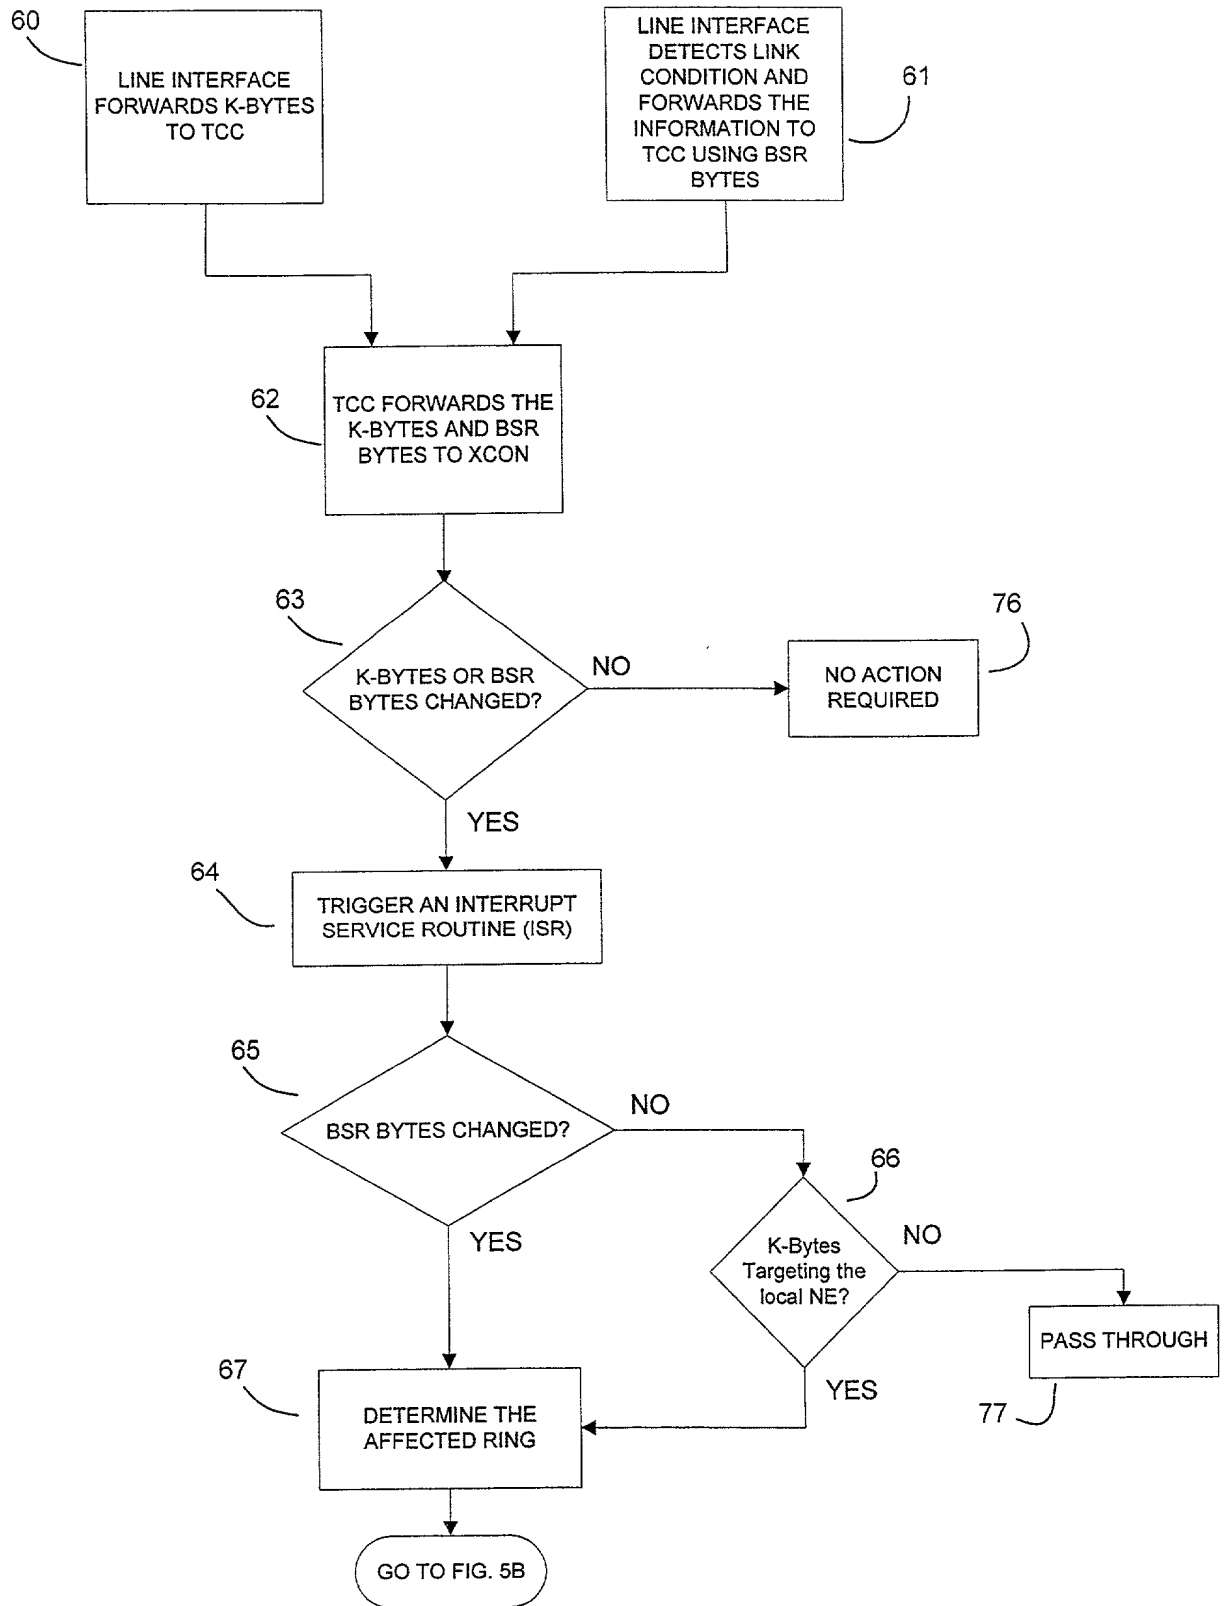 60
LINE INTERFACE
FORWARDS K-BYTES
TO TCC
LINE INTERFACE
DETECTS LINK
CONDITION AND
FORWARDS THE
INFORMATION TO
TCC USING BSR
BYTES
61
62
TCC FORWARDS THE
K-BYTES AND BSR
BYTES TO XCON
63
K-BYTES OR BSR
BYTES CHANGED?
NO
76
NO ACTION
REQUIRED
YES
64
TRIGGER AN INTERRUPT
SERVICE ROUTINE (ISR)
65
BSR BYTES CHANGED?
NO
66
K-Bytes
Targeting the
local NE?
NO
PASS THROUGH
77
YES
YES
67
DETERMINE THE
AFFECTED RING
GO TO FIG. 5B